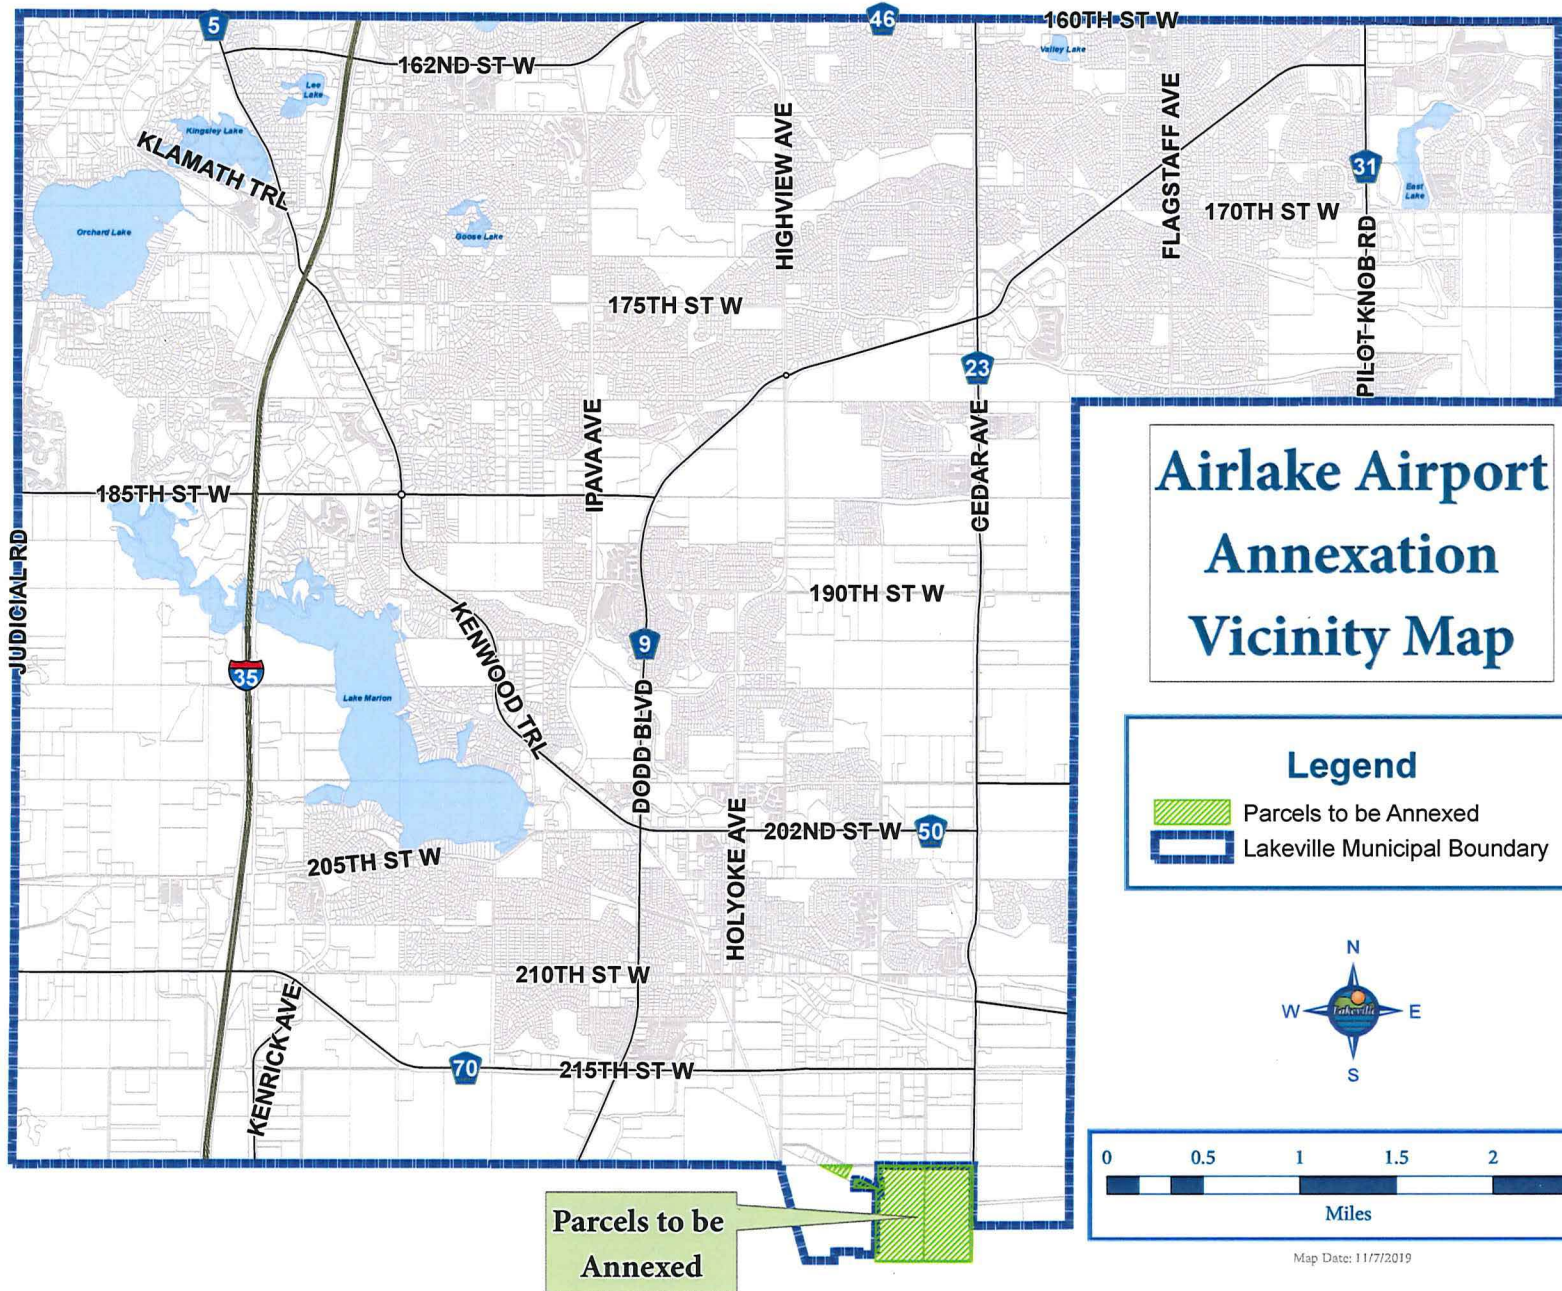 5
46
160TH ST W
162ND ST W
Valley Lake
Lee
Lake
Kingsley Lake
KLAMATH TRL
HIGHVIEW AVE
FLAGSTAFF AVE
31
East
Lake
170TH ST W
Orchard Lake
Goose Lake
PILOT KNOB RD
175TH ST W
23
IPAVA AVE
CEDAR AVE
Airlake Airport
Annexation
Vicinity Map
185TH ST W
JUDICIAL RD
190TH ST W
KENWOOD TRL
9
35
Lake Marion
DODD BLVD
Legend
Parcels to be Annexed
Lakeville Municipal Boundary
HOLYOKE AVE
202ND ST W
50
205TH ST W
210TH ST W
N
W
Lakeville
E
S
KENRICK AVE
70
215TH ST W
0 0.5 1 1.5 2
Miles
Parcels to be
Annexed
Map Date: 11/7/2019